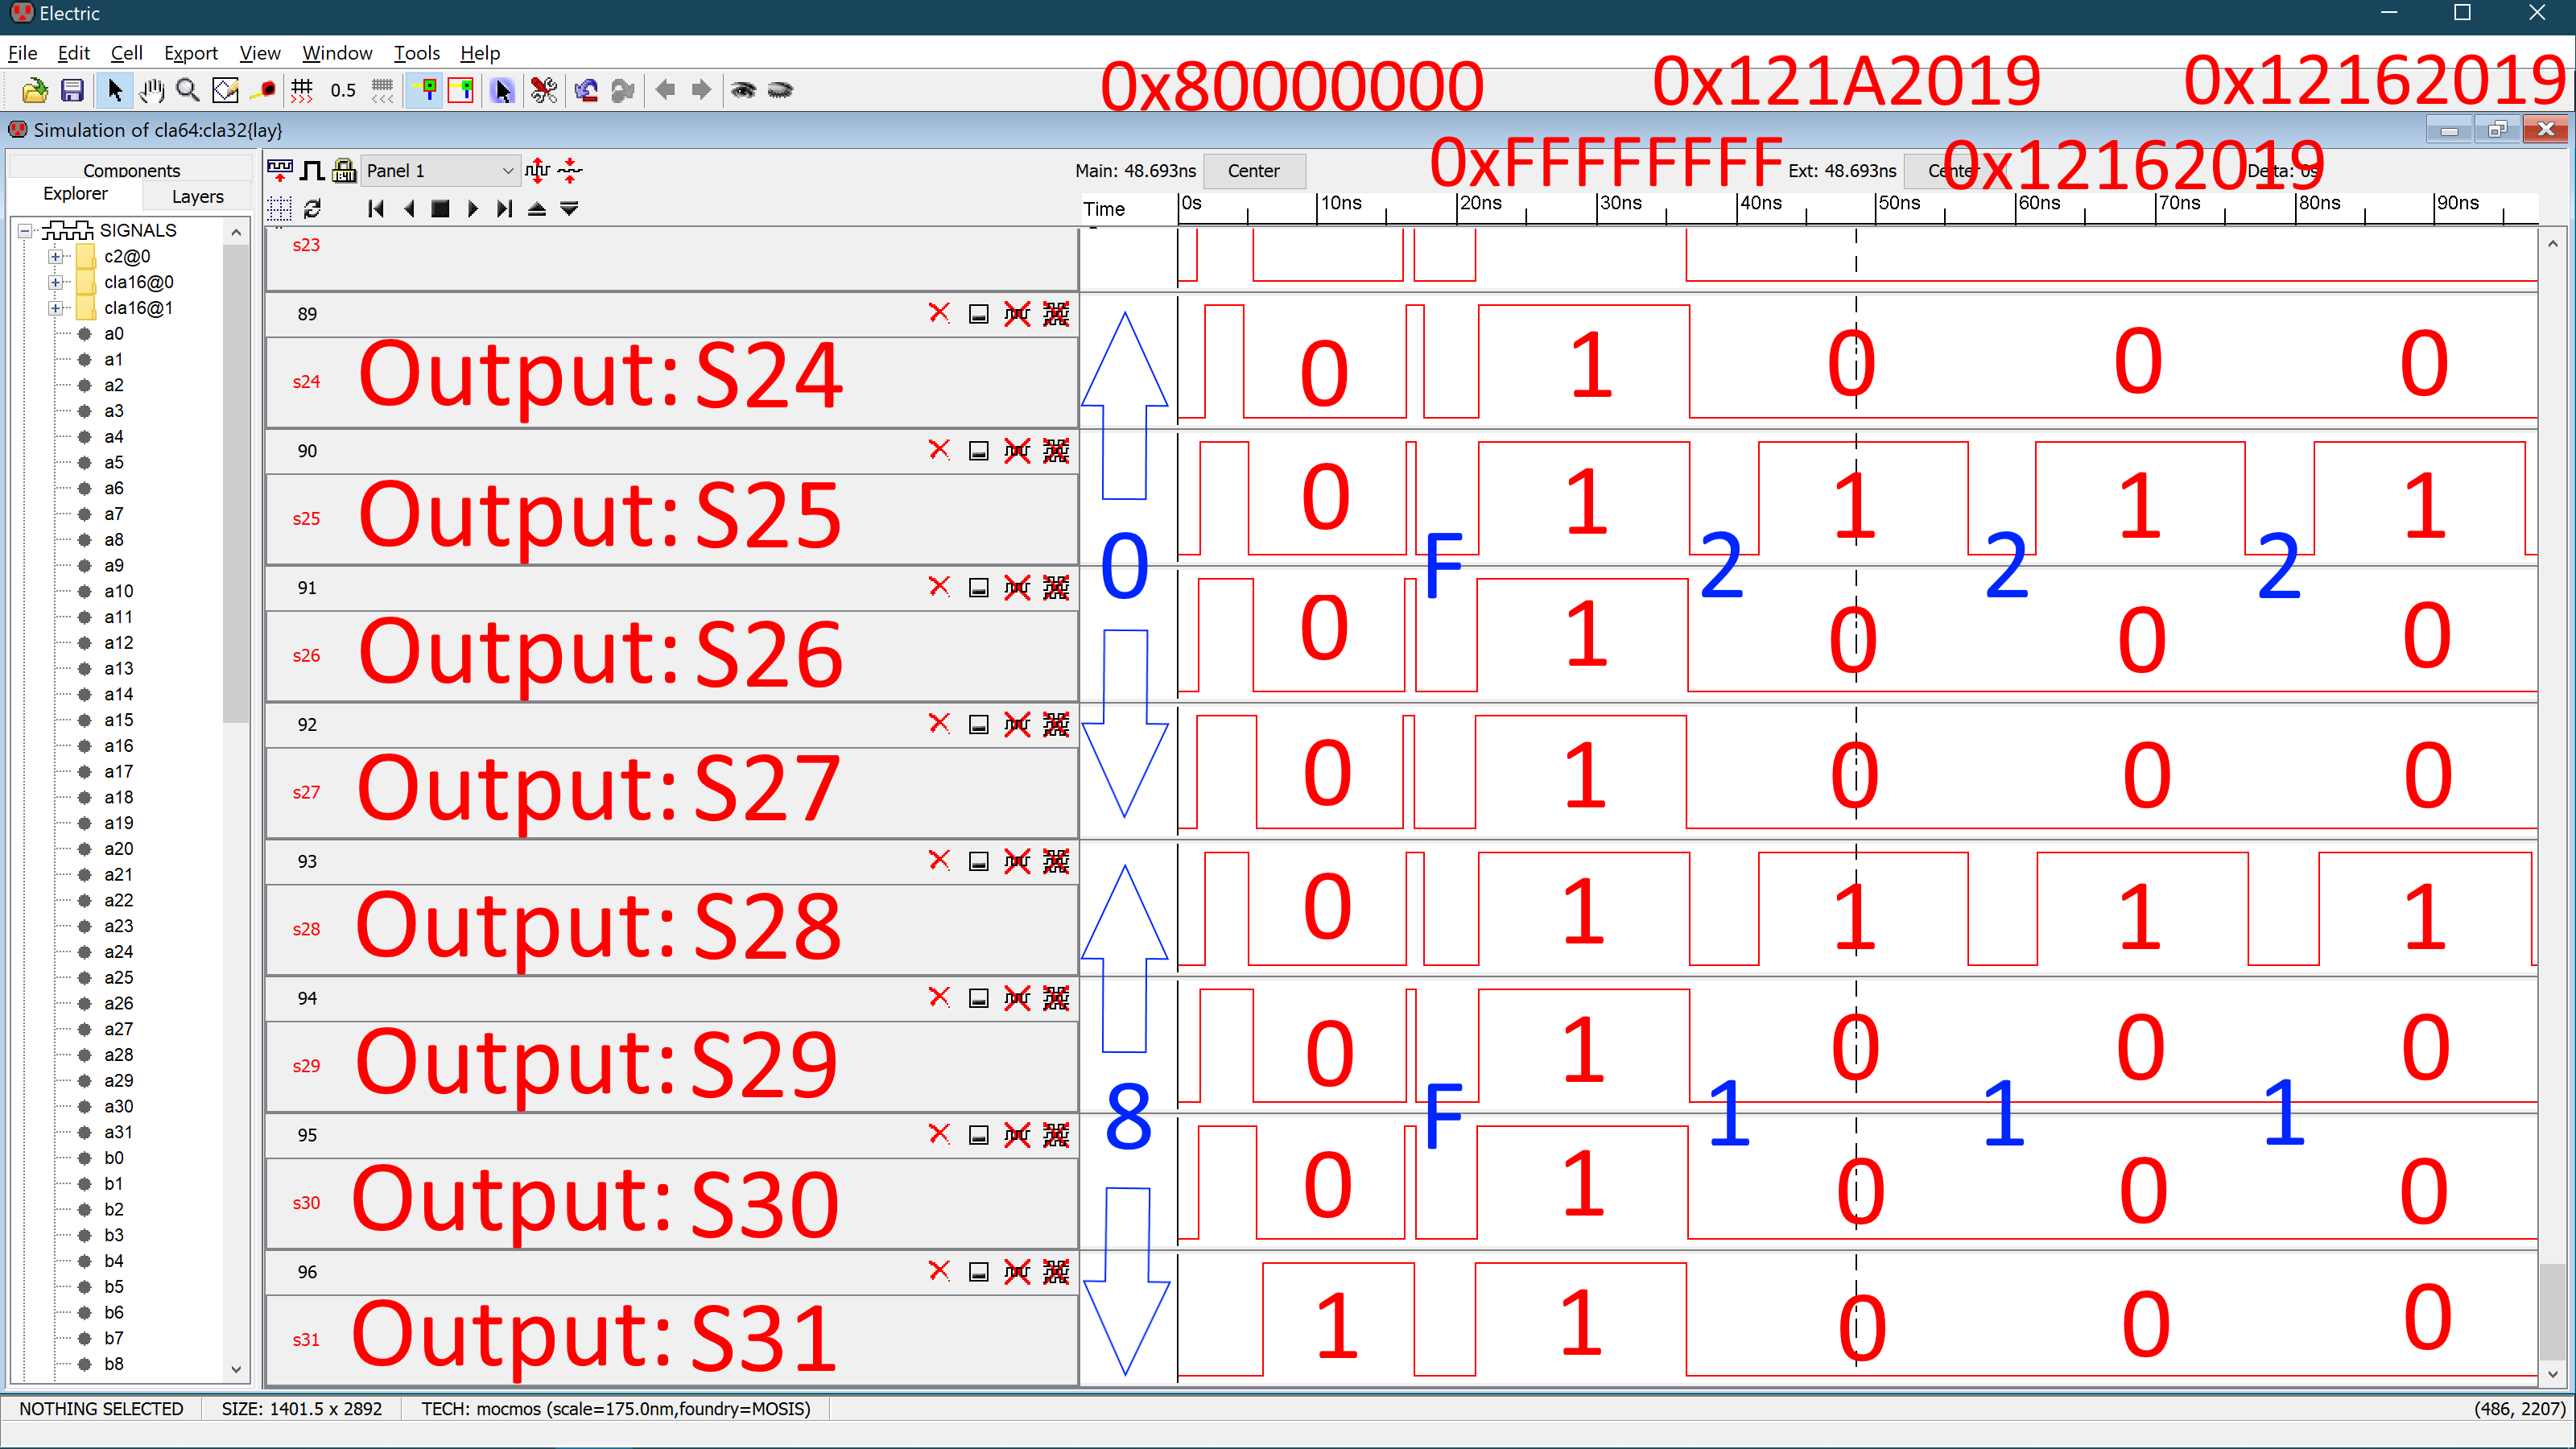 Electric
File Edit Cell Export View Window Tools Help
0.5
0x80000000 0x121A2019 0x12162019
Simulation of cla64:cla32{lay}
0xFFFFFFFF 0x12162019
Components
Explorer Layers
Panel 1
Main: 48.693ns Center Ext: 48.693ns Center Delta: 0s
Time 0s 10ns 20ns 30ns 40ns 50ns 60ns 70ns 80ns 90ns
SIGNALS
c2@0
cla16@0
cla16@1
a0
a1
a2
a3
a4
a5
a6
a7
a8
a9
a10
a11
a12
a13
a14
a15
a16
a17
a18
a19
a20
a21
a22
a23
a24
a25
a26
a27
a28
a29
a30
a31
b0
b1
b2
b3
b4
b5
b6
b7
b8
s23
89
s24 Output: S24 0 1 0 0 0
90
s25 Output: S25 0 1 1 1 1
0 F 2 2 2
91
s26 Output: S26 0 1 0 0 0
92
s27 Output: S27 0 1 0 0 0
93
s28 Output: S28 0 1 1 1 1
94
s29 Output: S29 0 1 0 0 0
8 F 1 1 1
95
s30 Output: S30 0 1 0 0 0
96
s31 Output: S31 1 1 0 0 0
NOTHING SELECTED SIZE: 1401.5 x 2892 TECH: mocmos (scale=175.0nm,foundry=MOSIS) (486, 2207)